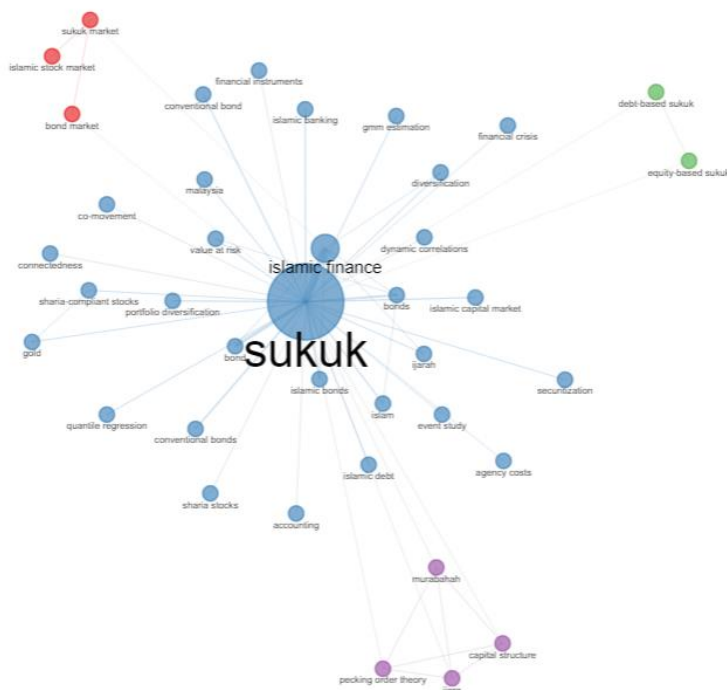 sukuk market
islamic stock market
financial instruments
conventional bond
debt-based sukuk
islamic banking
bond market
gmm estimation
financial crisis
equity-based sukuk
diversification
malaysia
co-movement
value at risk
dynamic correlations
connectedness
islamic finance
sharia-compliant stocks
portfolio diversification
bonds
islamic capital market
gold
bond
sukuk
ijarah
islamic bonds
securitization
islam
quantile regression
conventional bonds
event study
islamic debt
agency costs
sharia stocks
accounting
murabahah
capital structure
pecking order theory